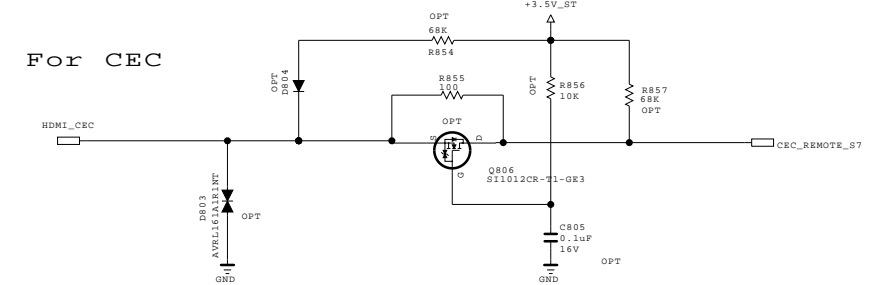 +3.5V_ST
OPT
68K
R854
For CEC
OPT
D804
R855
100
OPT
R856
10K
R857
68K
OPT
HDMI_CEC
OPT
S
D
G
CEC_REMOTE_S7
Q806
SI1012CR-T1-GE3
D803
AVRL161A1R1NT
OPT
C805
0.1uF
16V
OPT
GND
GND